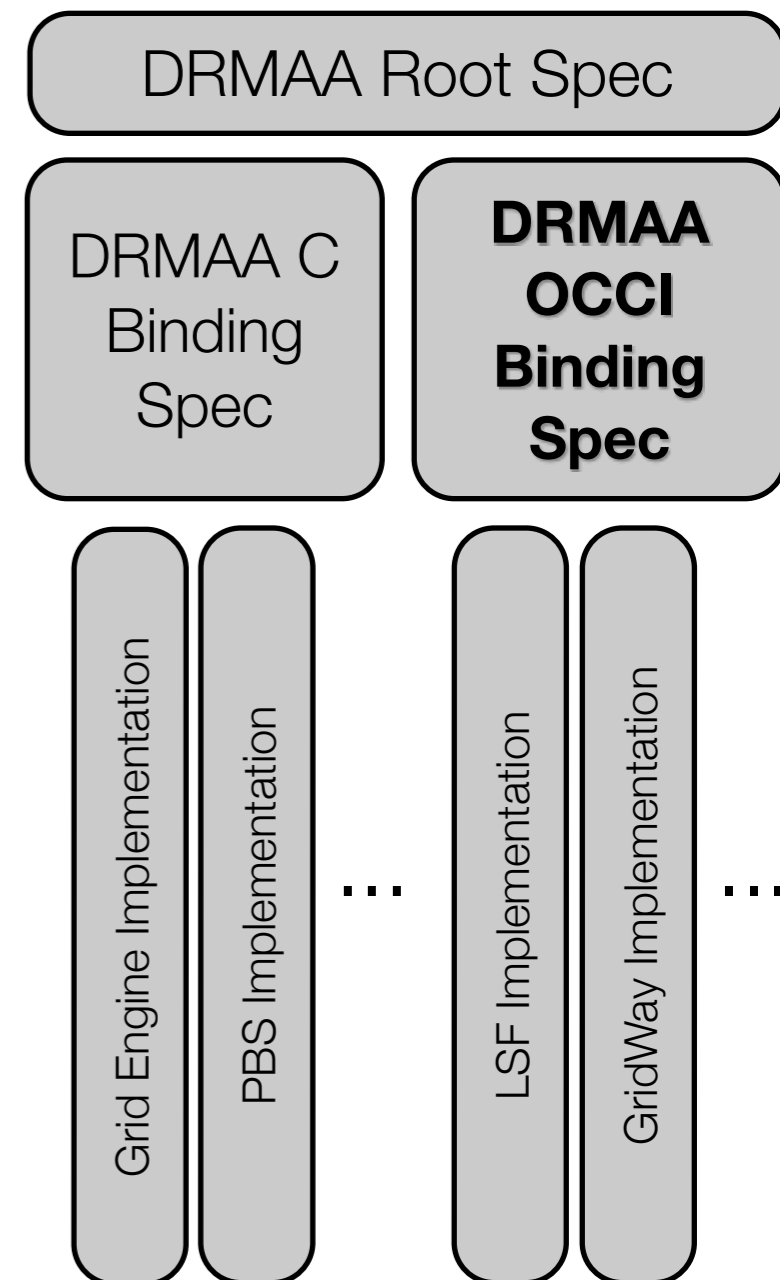 DRMAA Root Spec
DRMAA C
Binding
Spec
DRMAA
OCCI
Binding
Spec
Grid Engine Implementation
PBS Implementation
...
LSF Implementation
GridWay Implementation
...